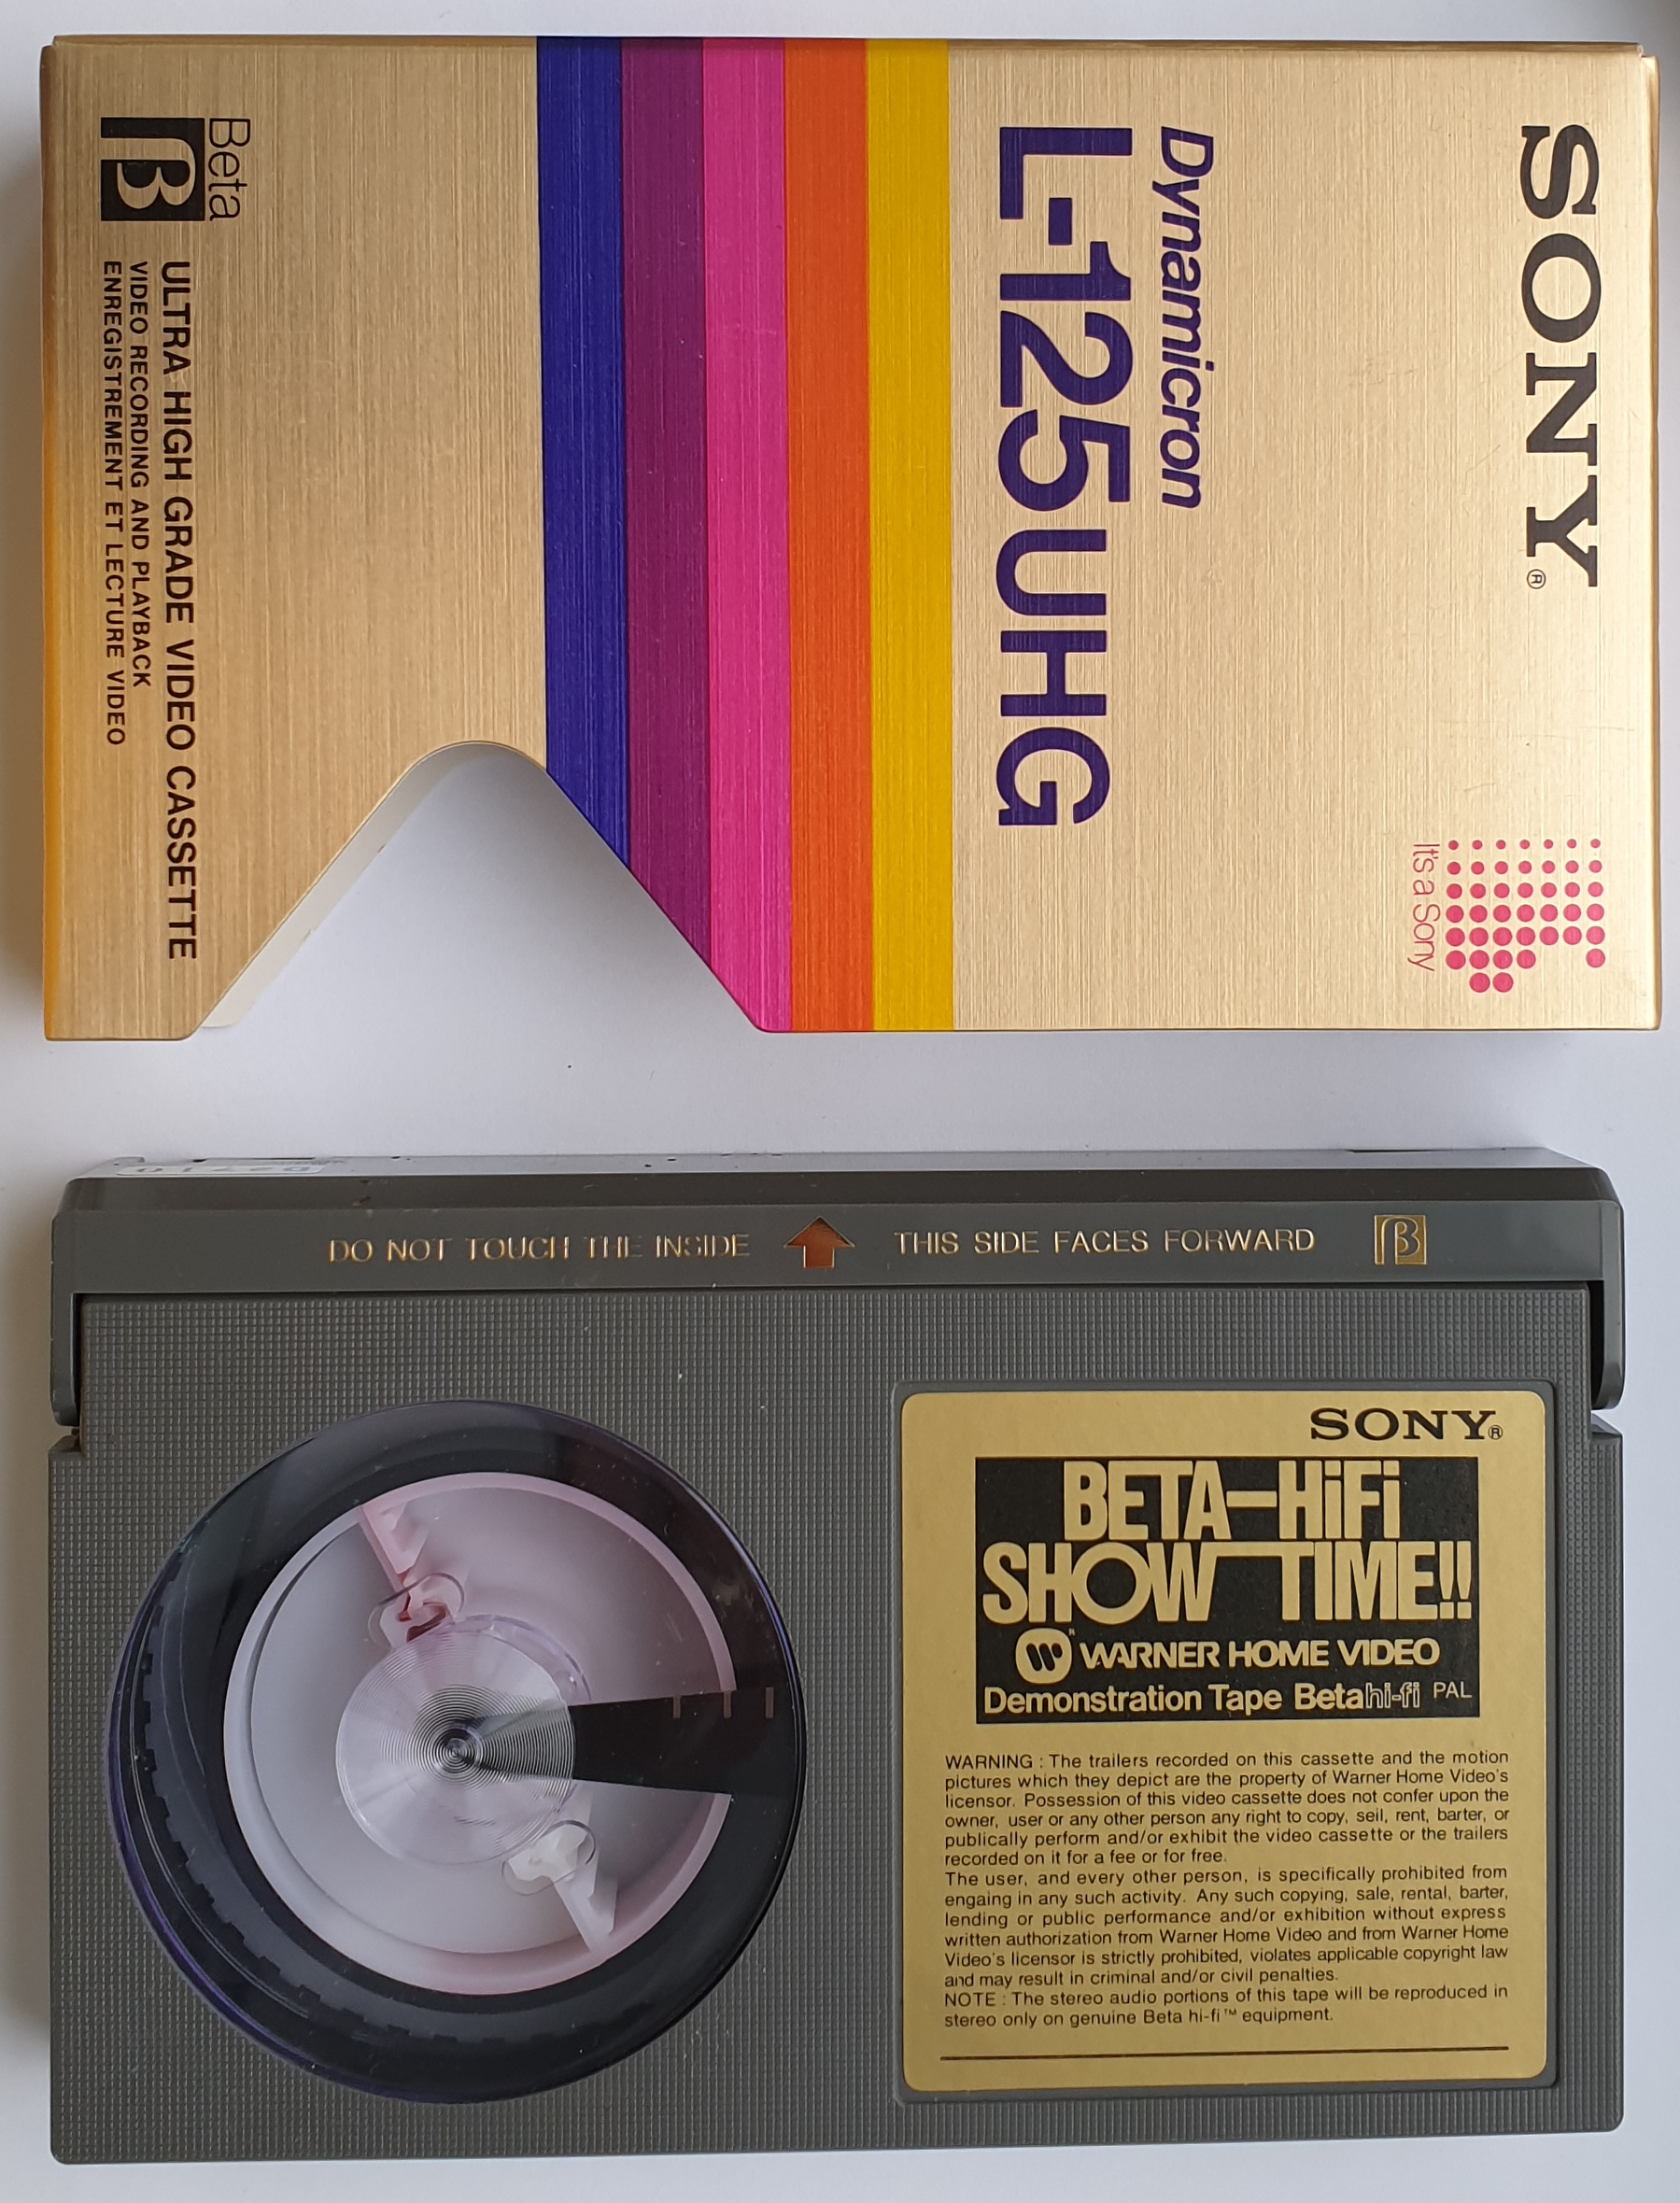 SONY®
It's a Sony
Dynamicron
L-125UHG
Beta
β
ULTRA HIGH GRADE VIDEO CASSETTE
VIDEO RECORDING AND PLAYBACK
ENREGISTREMENT ET LECTURE VIDEO
DO NOT TOUCH THE INSIDE THIS SIDE FACES FORWARD β
SONY®
BETA-HiFi
SHOW TIME!!
WARNER HOME VIDEO
Demonstration Tape Beta hi-fi PAL
WARNING : The trailers recorded on this cassette and the motion
pictures which they depict are the property of Warner Home Video's
licensor. Possession of this video cassette does not confer upon the
owner, user or any other person any right to copy, seil, rent, barter, or
publically perform and/or exhibit the video cassette or the trailers
recorded on it for a fee or for free.
The user, and every other person, is specifically prohibited from
engaing in any such activity. Any such copying, sale, rental, barter,
lending or public performance and/or exhibition without express
written authorization from Warner Home Video and from Warner Home
Video's licensor is strictly prohibited, violates applicable copyright law
and may result in criminal and/or civil penalties.
NOTE : The stereo audio portions of this tape will be reproduced in
stereo only on genuine Beta hi-fi™ equipment.